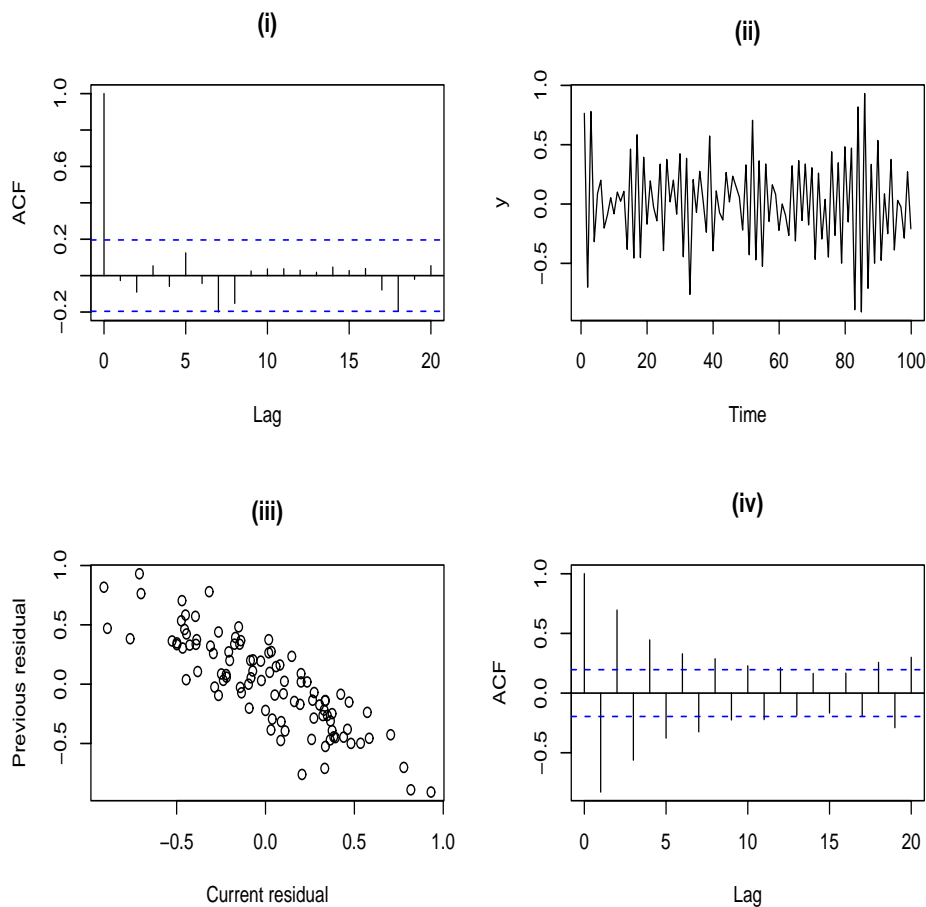 (i)
ACF
−0.2 0.2 0.6 1.0
0 5 10 15 20
Lag
(ii)
y
−0.5 0.0 0.5 1.0
0 20 40 60 80 100
Time
(iii)
Previous residual
−0.5 0.0 0.5 1.0
−0.5 0.0 0.5 1.0
Current residual
(iv)
ACF
−0.5 0.0 0.5 1.0
0 5 10 15 20
Lag